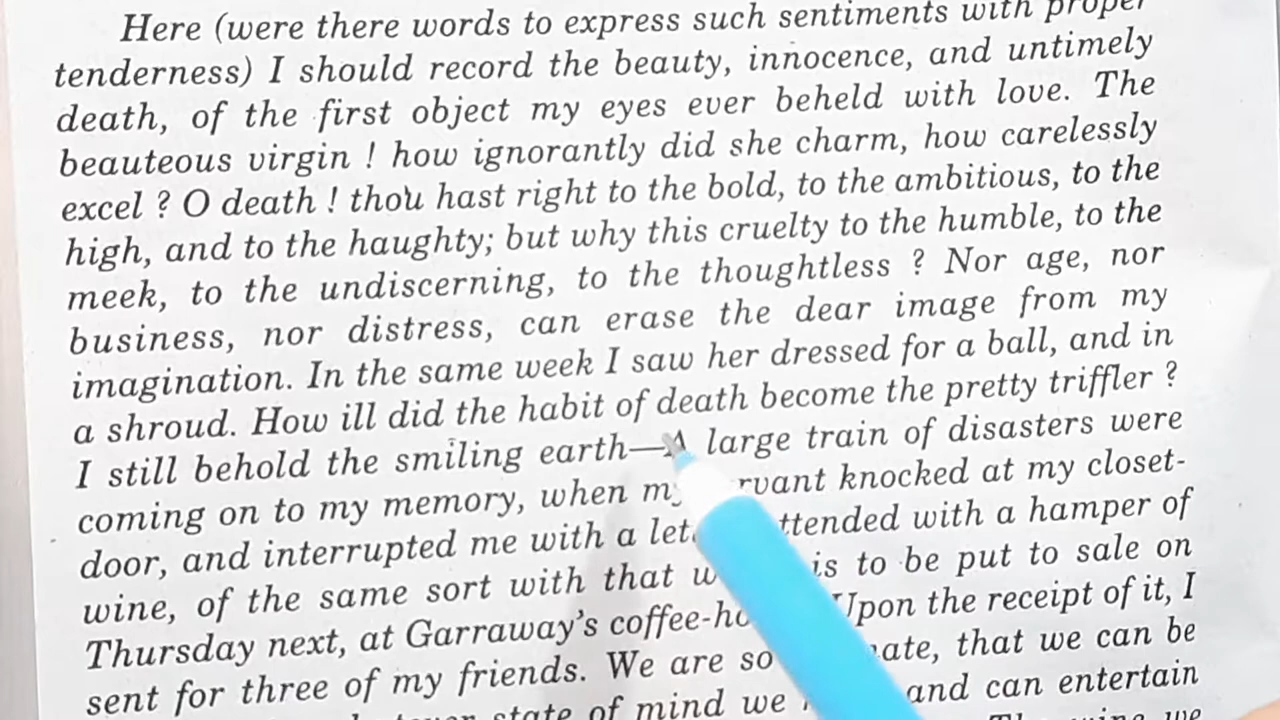 Here (were there words to express such sentiments with proper
tenderness) I should record the beauty, innocence, and untimely
death, of the first object my eyes ever beheld with love. The
beauteous virgin ! how ignorantly did she charm, how carelessly
excel ? O death ! thou hast right to the bold, to the ambitious, to the
high, and to the haughty; but why this cruelty to the humble, to the
meek, to the undiscerning, to the thoughtless ? Nor age, nor
business, nor distress, can erase the dear image from my
imagination. In the same week I saw her dressed for a ball, and in
a shroud. How ill did the habit of death become the pretty triffler ?
I still behold the smiling earth—A large train of disasters were
coming on to my memory, when my knocked at my closet-
door, and interrupted me with a with a hamper of
wine, of the same sort with that is to be put to sale on
Thursday next, at Garraway's Upon the receipt of it, I
sent for three of my friends. We are so that we can be
state of mind we and can entertain